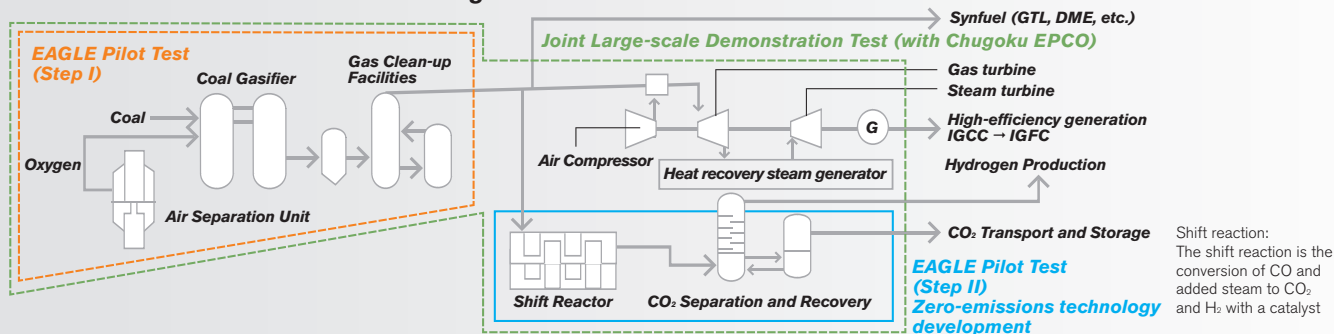 Synfuel (GTL, DME, etc.)
EAGLE Pilot Test
(Step I)
Joint Large-scale Demonstration Test (with Chugoku EPCO)
Coal Gasifier
Gas Clean-up
Facilities
Gas turbine
Steam turbine
Coal
Oxygen
Air Separation Unit
Air Compressor
G
High-efficiency generation
IGCC → IGFC
Heat recovery steam generator
Hydrogen Production
Shift Reactor
CO₂ Separation and Recovery
CO₂ Transport and Storage
EAGLE Pilot Test
(Step II)
Zero-emissions technology
development
Shift reaction:
The shift reaction is the
conversion of CO and
added steam to CO₂
and H₂ with a catalyst